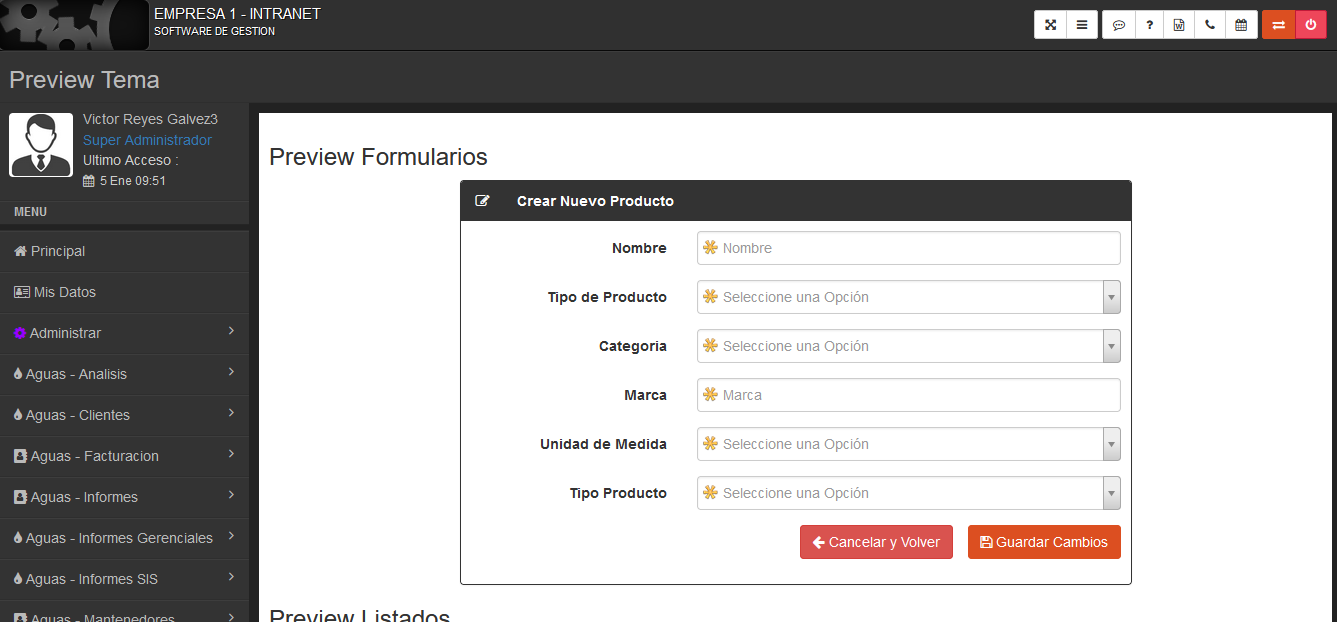 EMPRESA 1 - INTRANET
SOFTWARE DE GESTION
?
W
Preview Tema
Victor Reyes Galvez3
Super Administrador
Ultimo Acceso :
5 Ene 09:51
MENU
Principal
Mis Datos
Administrar
Aguas - Analisis
Aguas - Clientes
Aguas - Facturacion
Aguas - Informes
Aguas - Informes Gerenciales
Aguas - Informes SIS
Aguas - Mantenedores
Preview Formularios
Crear Nuevo Producto
Nombre Nombre
Tipo de Producto Seleccione una Opción
Categoria Seleccione una Opción
Marca Marca
Unidad de Medida Seleccione una Opción
Tipo Producto Seleccione una Opción
Cancelar y Volver Guardar Cambios
Preview Listados